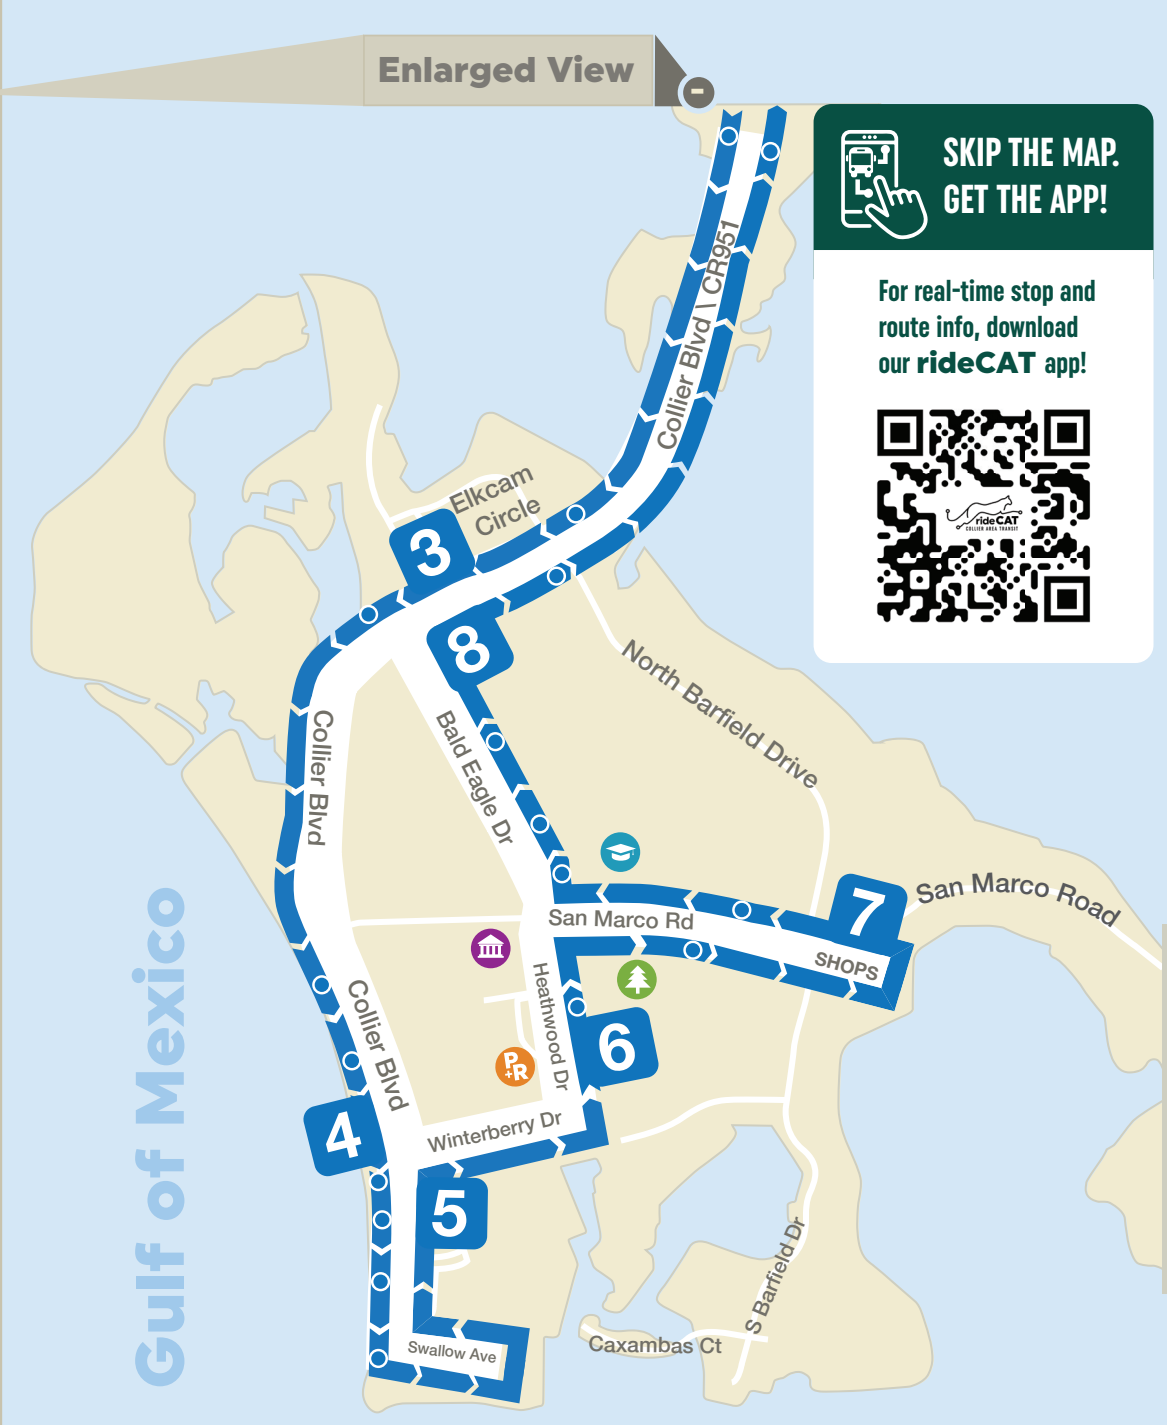 Enlarged View
-
SKIP THE MAP.
GET THE APP!
For real-time stop and
route info, download
our rideCAT app!
rideCAT
COLLIER AREA TRANSIT
Collier Blvd \ CR951
Elkcam
Circle
3
8
North Barfield Drive
Collier Blvd
Bald Eagle Dr
San Marco Road
7
San Marco Rd
SHOPS
Gulf of Mexico
Heathwood Dr
Collier Blvd
6
P
+R
4
Winterberry Dr
5
S Barfield Dr
Swallow Ave
Caxambas Ct